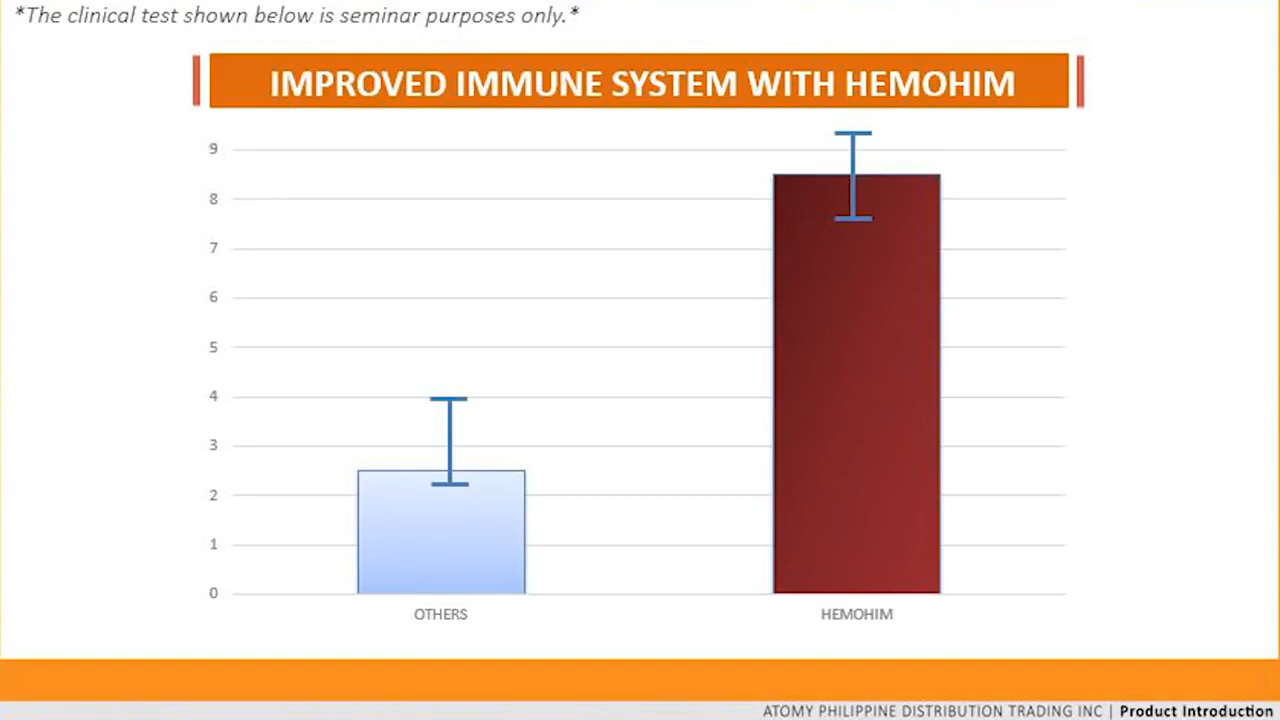 *The clinical test shown below is seminar purposes only.*
IMPROVED IMMUNE SYSTEM WITH HEMOHIM
9
8
7
6
5
4
3
2
1
0
OTHERS HEMOHIM
ATOMY PHILIPPINE DISTRIBUTION TRADING INC | Product Introduction